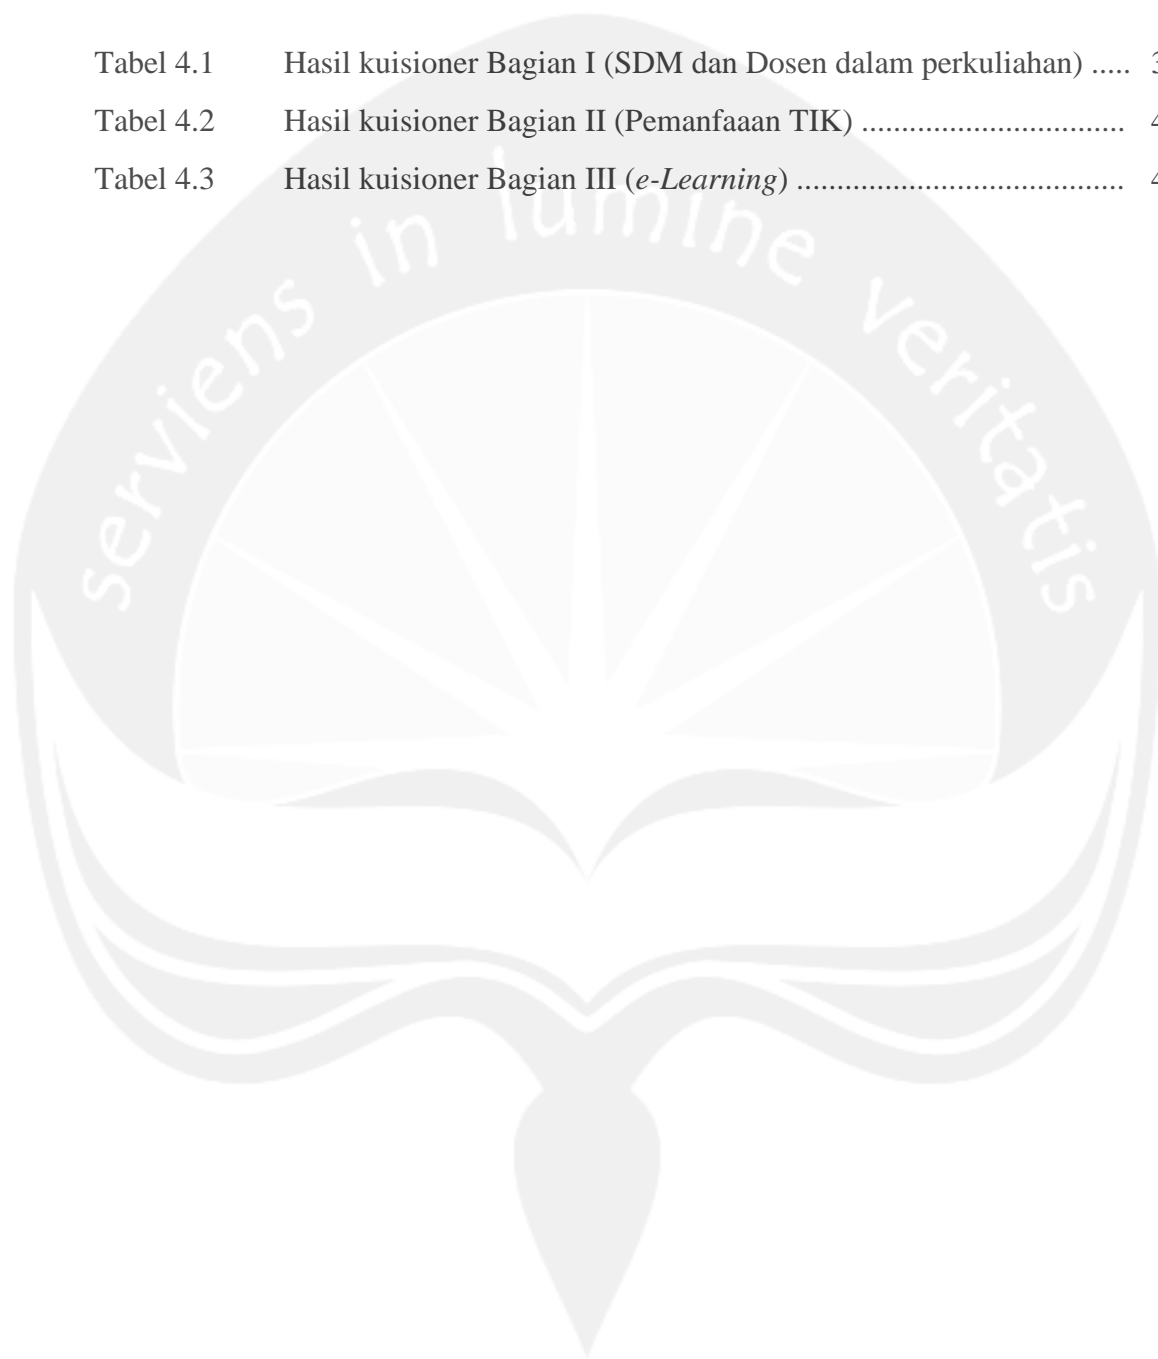 Tabel 4.1 Hasil kuisioner Bagian I (SDM dan Dosen dalam perkuliahan) .....
Tabel 4.2 Hasil kuisioner Bagian II (Pemanfaaan TIK) .................................
Tabel 4.3 Hasil kuisioner Bagian III (e-Learning) .........................................
serviens in lumine veritatis